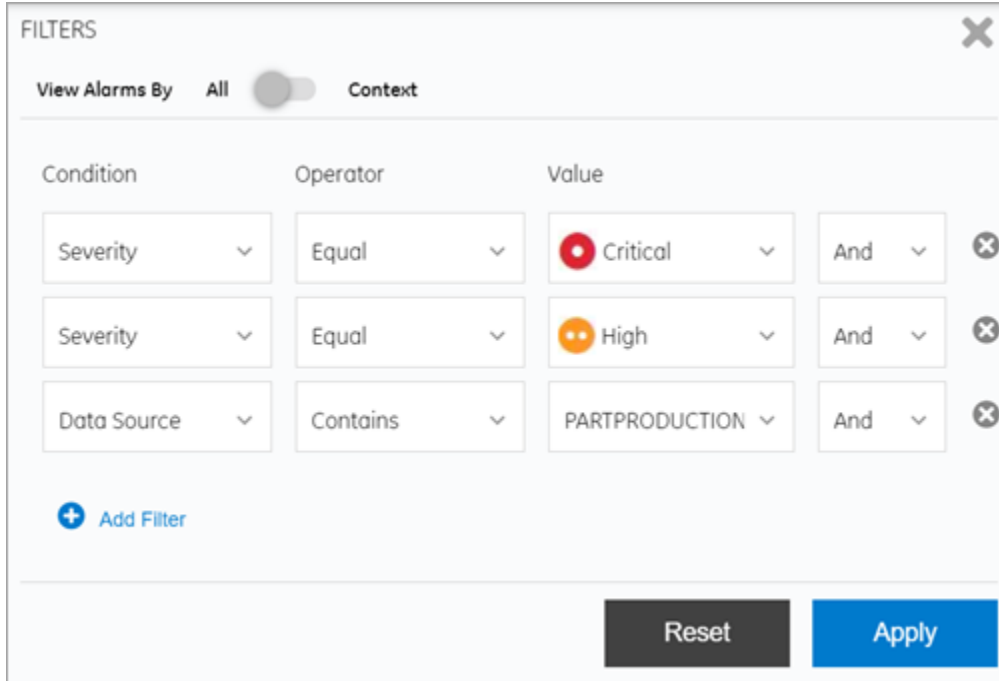 FILTERS
View Alarms By All Context
Condition Operator Value
Severity Equal Critical And
Severity Equal High And
Data Source Contains PARTPRODUCTION And
Add Filter
Reset Apply